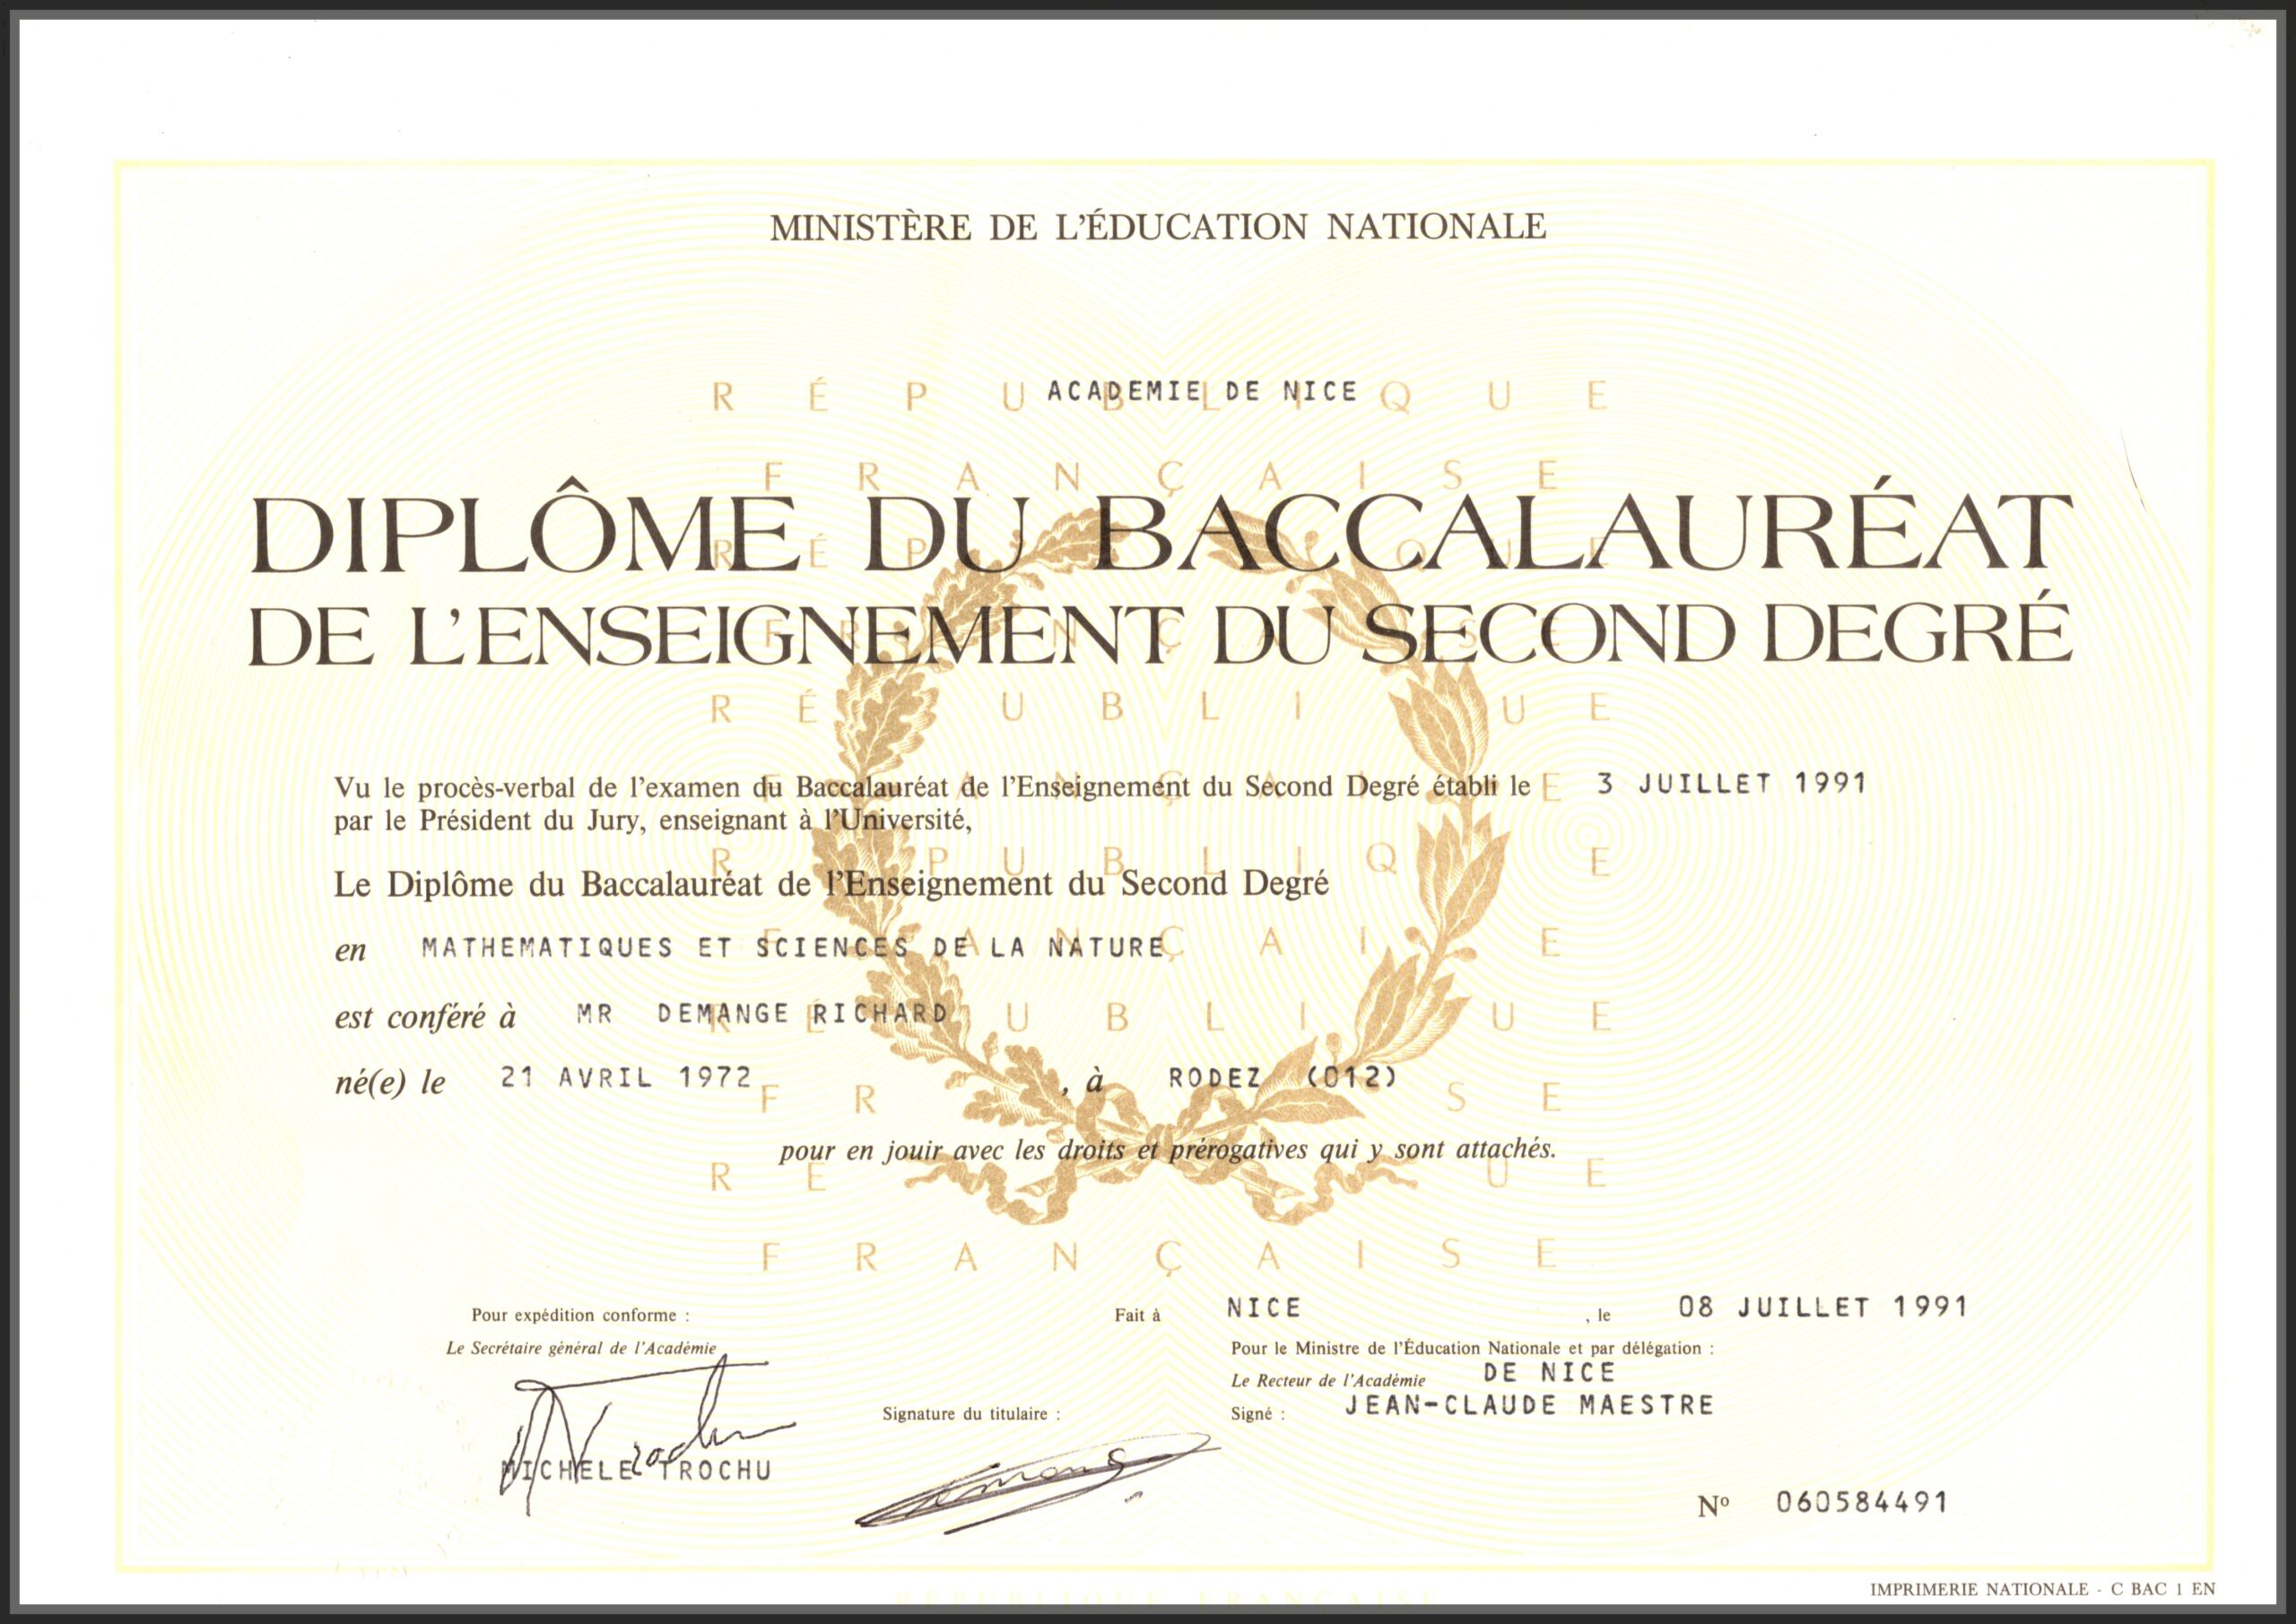 MINISTÈRE DE L'ÉDUCATION NATIONALE
RÉPUBLIQUE
ACADEMIE DE NICE
FRANÇAISE
DIPLÔME DU BACCALAURÉAT
DE L'ENSEIGNEMENT DU SECOND DEGRÉ
Vu le procès-verbal de l'examen du Baccalauréat de l'Enseignement du Second Degré établi le 3 JUILLET 1991
par le Président du Jury, enseignant à l'Université,
Le Diplôme du Baccalauréat de l'Enseignement du Second Degré
en MATHEMATIQUES ET SCIENCES DE LA NATURE
est conféré à MR DEMANGE RICHARD
né(e) le 21 AVRIL 1972, à RODEZ (012)
pour en jouir avec les droits et prérogatives qui y sont attachés.
FRANÇAISE
Pour expédition conforme :
Le Secrétaire général de l'Académie
MICHELE TROCHU
Signature du titulaire :
Fait à NICE, le 08 JUILLET 1991
Pour le Ministre de l'Éducation Nationale et par délégation :
Le Recteur de l'Académie DE NICE
Signé : JEAN-CLAUDE MAESTRE
Nº 060584491
IMPRIMERIE NATIONALE - C BAC 1 EN
RÉPUBLIQUE FRANÇAISE